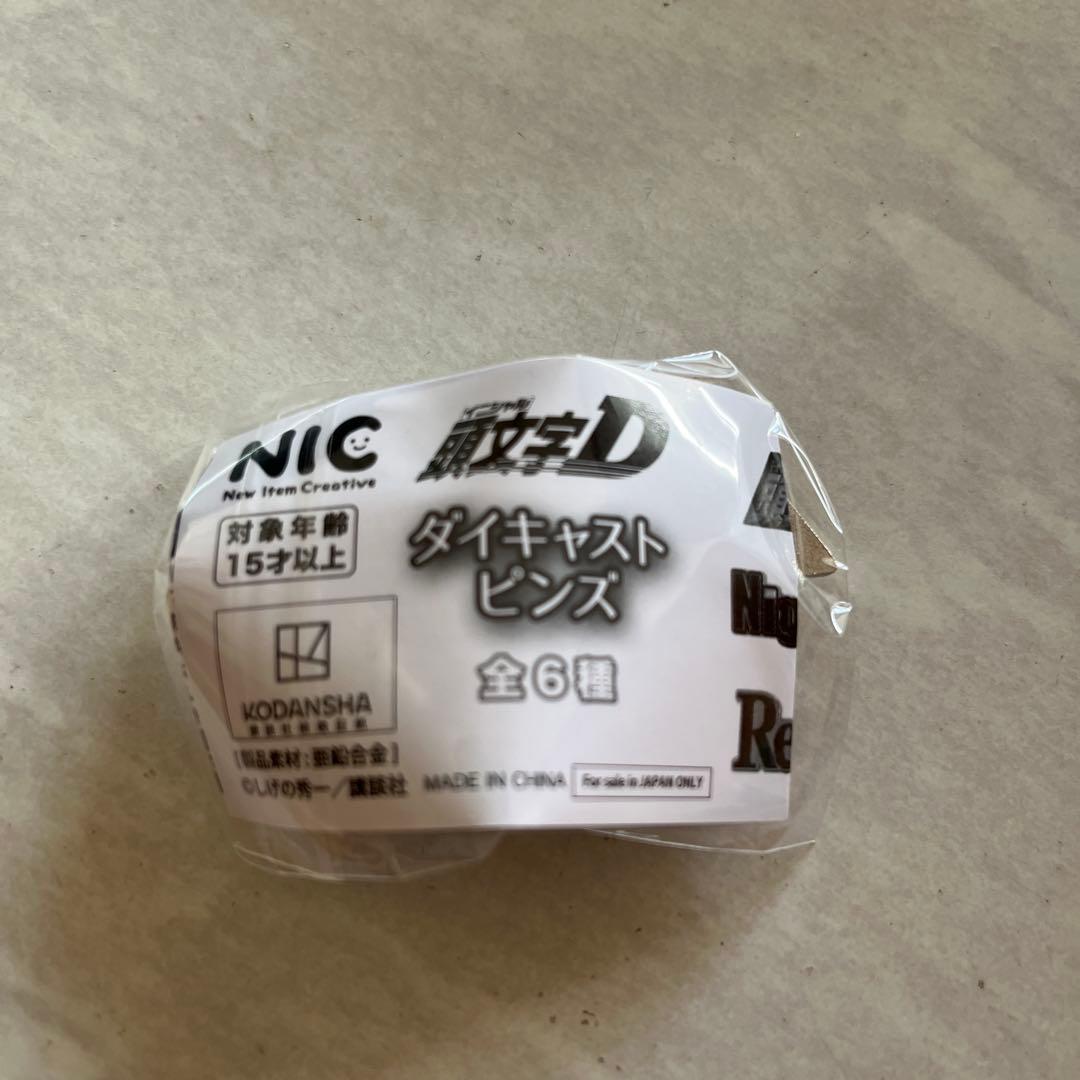 NIC
New Item Creative
対象年齢
15才以上
KODANSHA
[製品素材:亜鉛合金]
©しげの秀一/講談社
イニシャル
頭文字D
ダイキャスト
ピンズ
全6種
MADE IN CHINA
For sale in JAPAN ONLY
Nig
Re